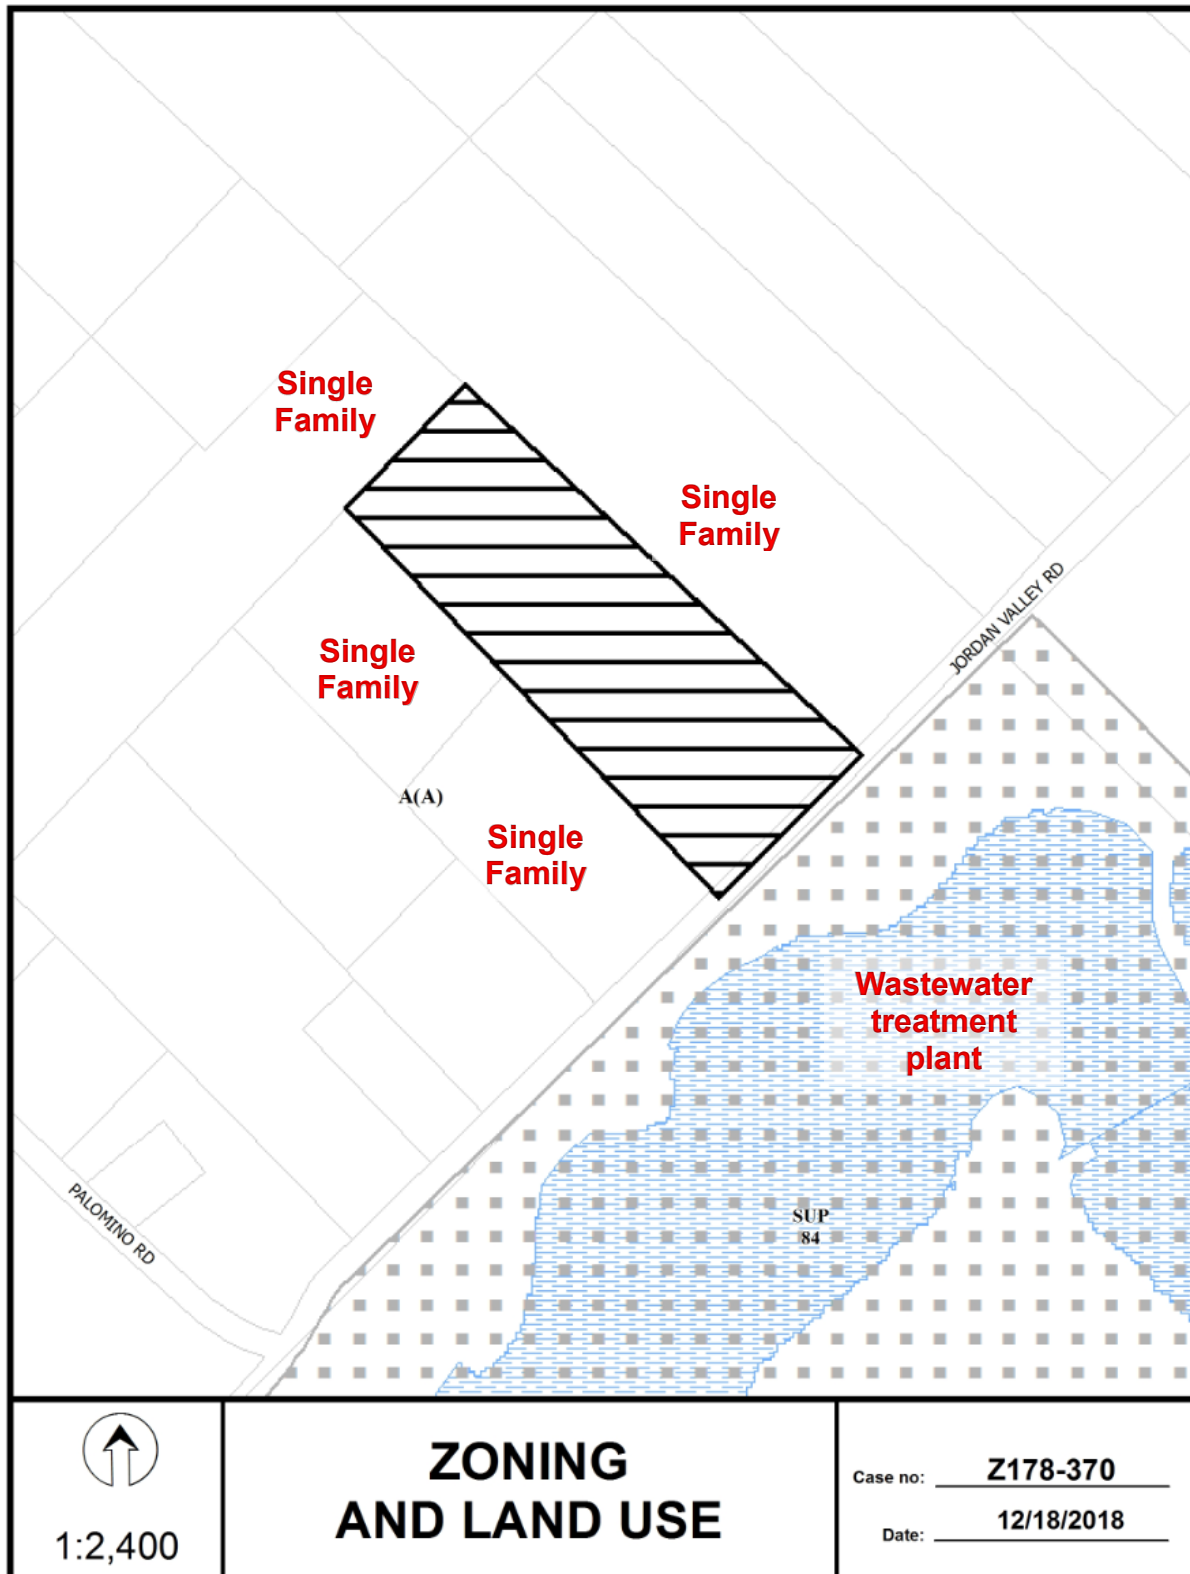 Single
Family
Single
Family
JORDAN VALLEY RD
Single
Family
A(A)
Single
Family
Wastewater
treatment
plant
PALOMINO RD
SUP
84
1:2,400
ZONING
AND LAND USE
Case no: Z178-370
Date: 12/18/2018